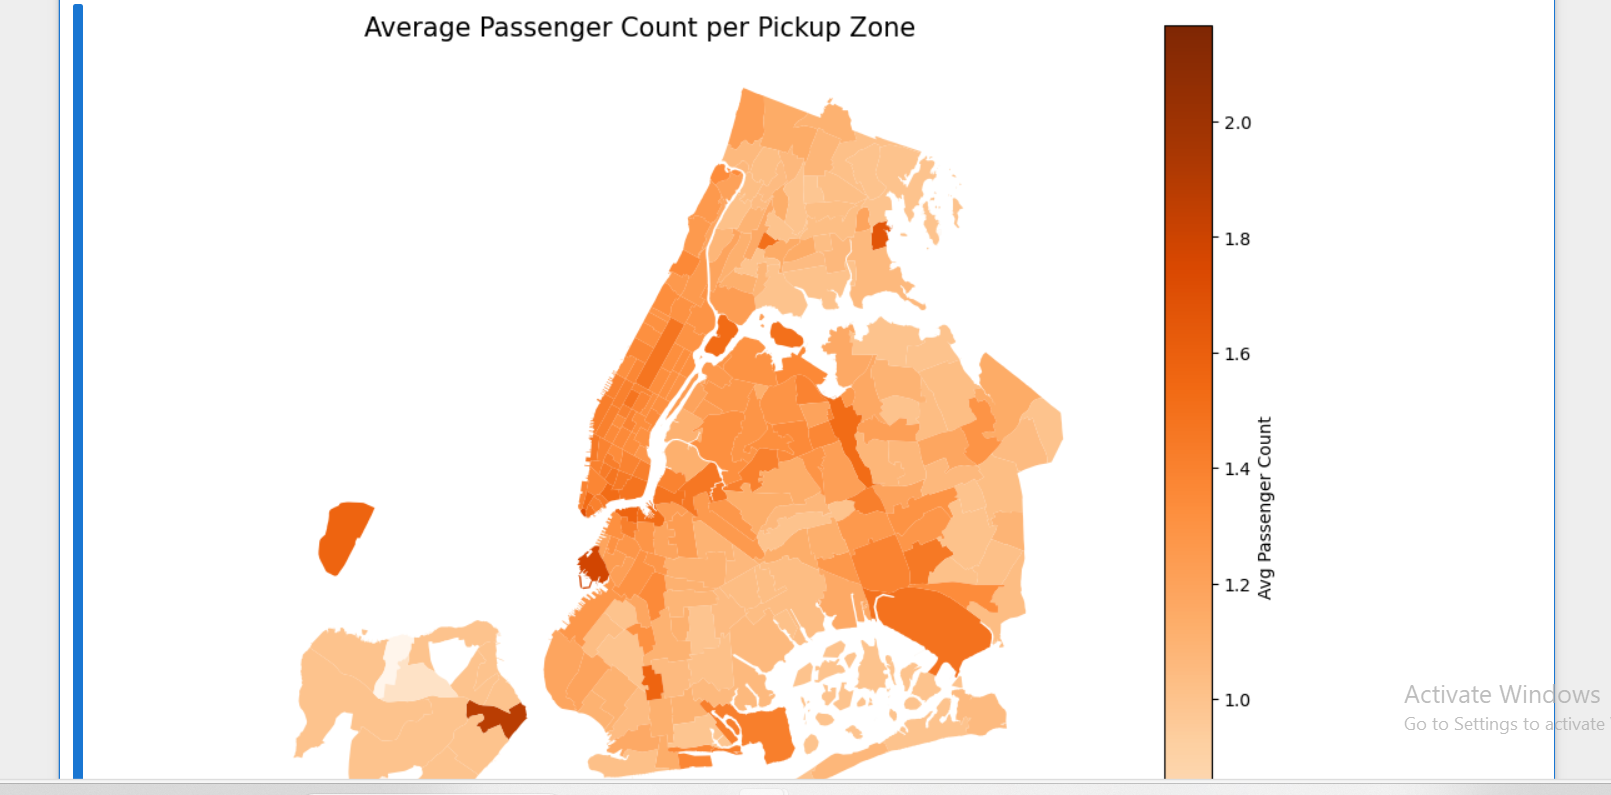 Average Passenger Count per Pickup Zone
2.0
1.8
1.6
1.4
1.2
1.0
Avg Passenger Count
Activate Windows
Go to Settings to activate